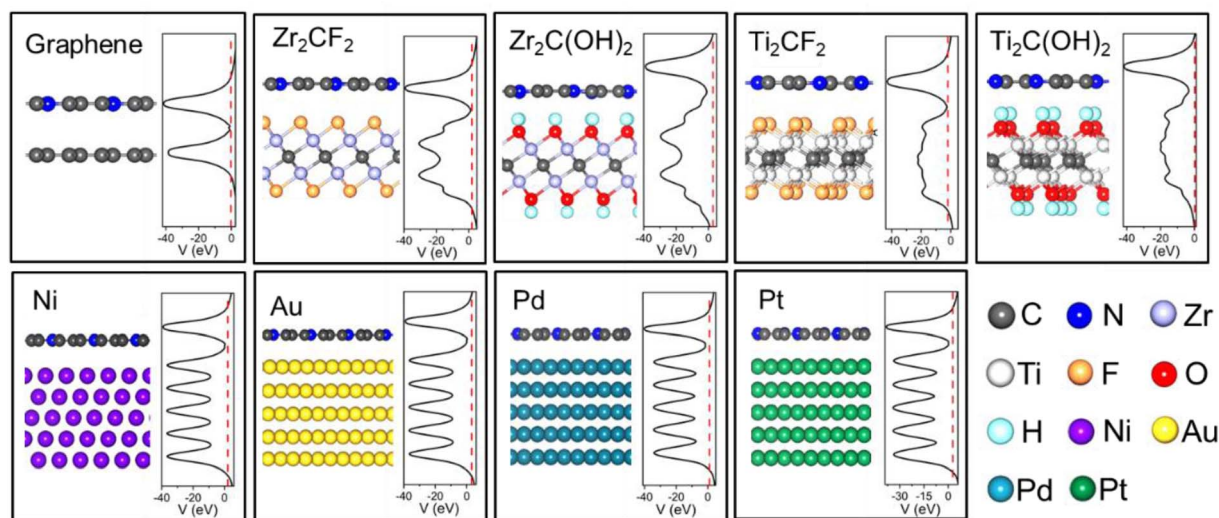 Graphene
-40 -20 0
V (eV)
Zr₂CF₂
-40 -20 0
V (eV)
Zr₂C(OH)₂
-40 -20 0
V (eV)
Ti₂CF₂
-40 -20 0
V (eV)
Ti₂C(OH)₂
-40 -20 0
V (eV)
Ni
-40 -20 0
V (eV)
Au
-40 -20 0
V (eV)
Pd
-40 -20 0
V (eV)
Pt
-30 -15 0
V (eV)
C N Zr
Ti F O
H Ni Au
Pd Pt